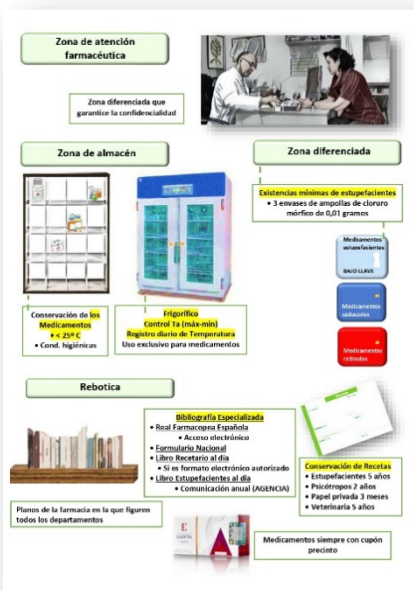 Zona de atención
farmacéutica
Zona diferenciada que
garantice la confidencialidad
Zona de almacén
Zona diferenciada
Existencias mínimas de estupefacientes
• 3 envases de ampollas de cloruro
mórfico de 0,01 gramos
Medicamentos
estupefacientes
BAJO LLAVE
Medicamentos
caducados
Medicamentos
retirados
Conservación de los
Medicamentos
• < 25º C
• Cond. higiénicas
Frigorífico
Control Ta (máx-mín)
Registro diario de Temperatura
Uso exclusivo para medicamentos
Rebotica
Bibliografía Especializada
• Real Farmacopea Española
• Acceso electrónico
• Formulario Nacional
• Libro Recetario al día
• Si es formato electrónico autorizado
• Libro Estupefacientes al día
• Comunicación anual (AGENCIA)
Conservación de Recetas
• Estupefacientes 5 años
• Psicótropos 2 años
• Papel privada 3 meses
• Veterinaria 5 años
Planos de la farmacia en la que figuren
todos los departamentos
Medicamentos siempre con cupón
precinto